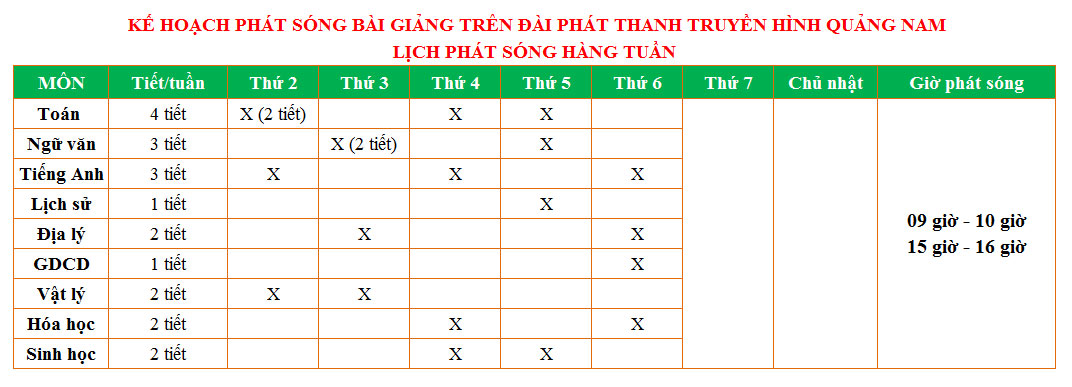 KẾ HOẠCH PHÁT SÓNG BÀI GIẢNG TRÊN ĐÀI PHÁT THANH TRUYỀN HÌNH QUẢNG NAM
LỊCH PHÁT SÓNG HÀNG TUẦN
MÔN Tiết/tuần Thứ 2 Thứ 3 Thứ 4 Thứ 5 Thứ 6 Thứ 7 Chủ nhật Giờ phát sóng
Toán 4 tiết X (2 tiết) X X
Ngữ văn 3 tiết X (2 tiết) X
Tiếng Anh 3 tiết X X X
Lịch sử 1 tiết X
Địa lý 2 tiết X X
GDCD 1 tiết X
Vật lý 2 tiết X X
Hóa học 2 tiết X X
Sinh học 2 tiết X X
09 giờ - 10 giờ
15 giờ - 16 giờ